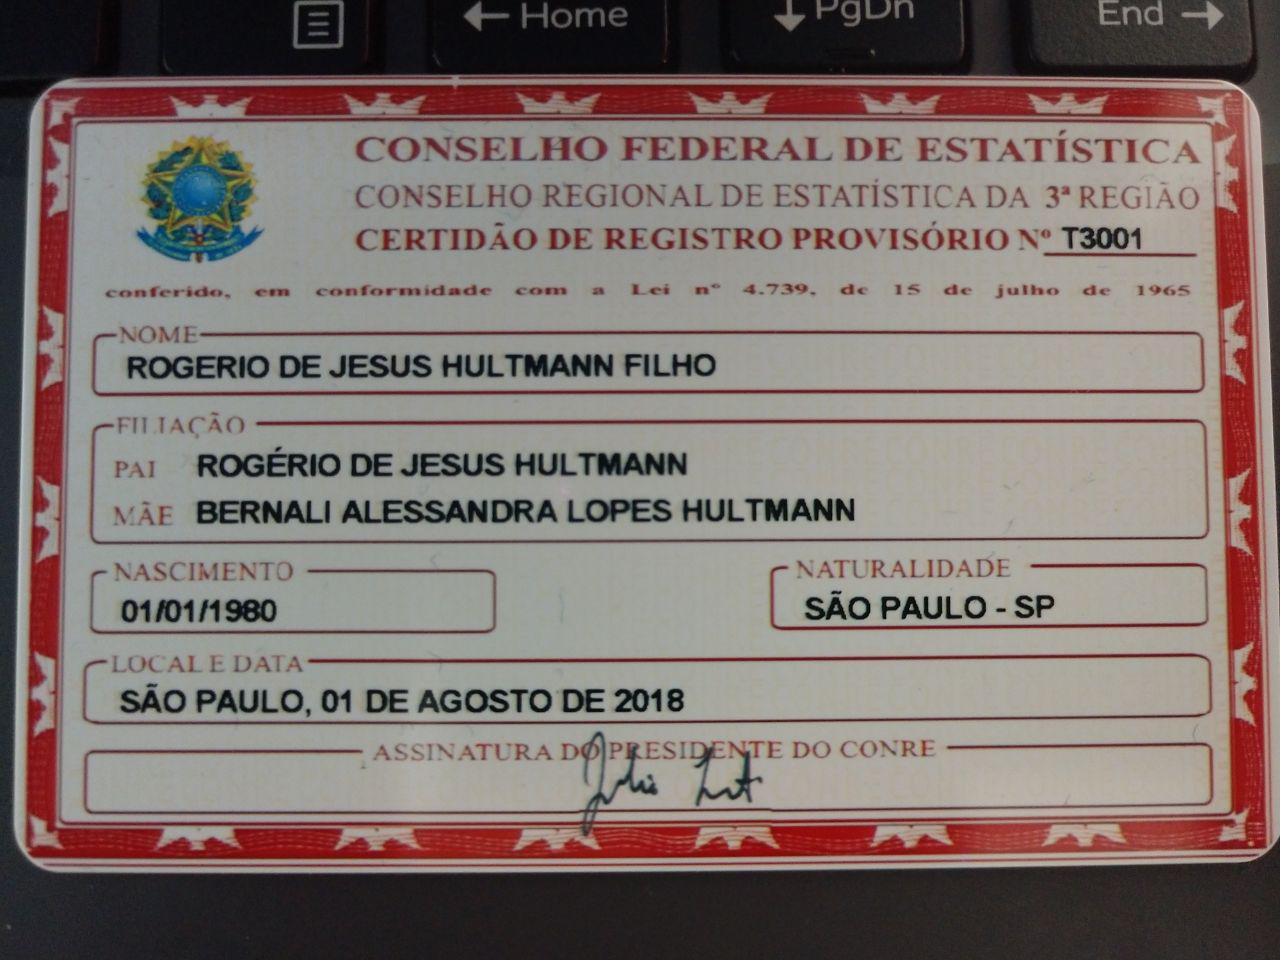 Home
PgDn
End
CONSELHO FEDERAL DE ESTATÍSTICA
CONSELHO REGIONAL DE ESTATÍSTICA DA 3ª REGIÃO
CERTIDÃO DE REGISTRO PROVISÓRIO Nº T3001
conferido, em conformidade com a Lei nº 4.739, de 15 de julho de 1965
NOME
ROGERIO DE JESUS HULTMANN FILHO
FILIAÇÃO
PAI ROGÉRIO DE JESUS HULTMANN
MÃE BERNALI ALESSANDRA LOPES HULTMANN
NASCIMENTO
01/01/1980
NATURALIDADE
SÃO PAULO - SP
LOCAL E DATA
SÃO PAULO, 01 DE AGOSTO DE 2018
ASSINATURA DO PRESIDENTE DO CONRE